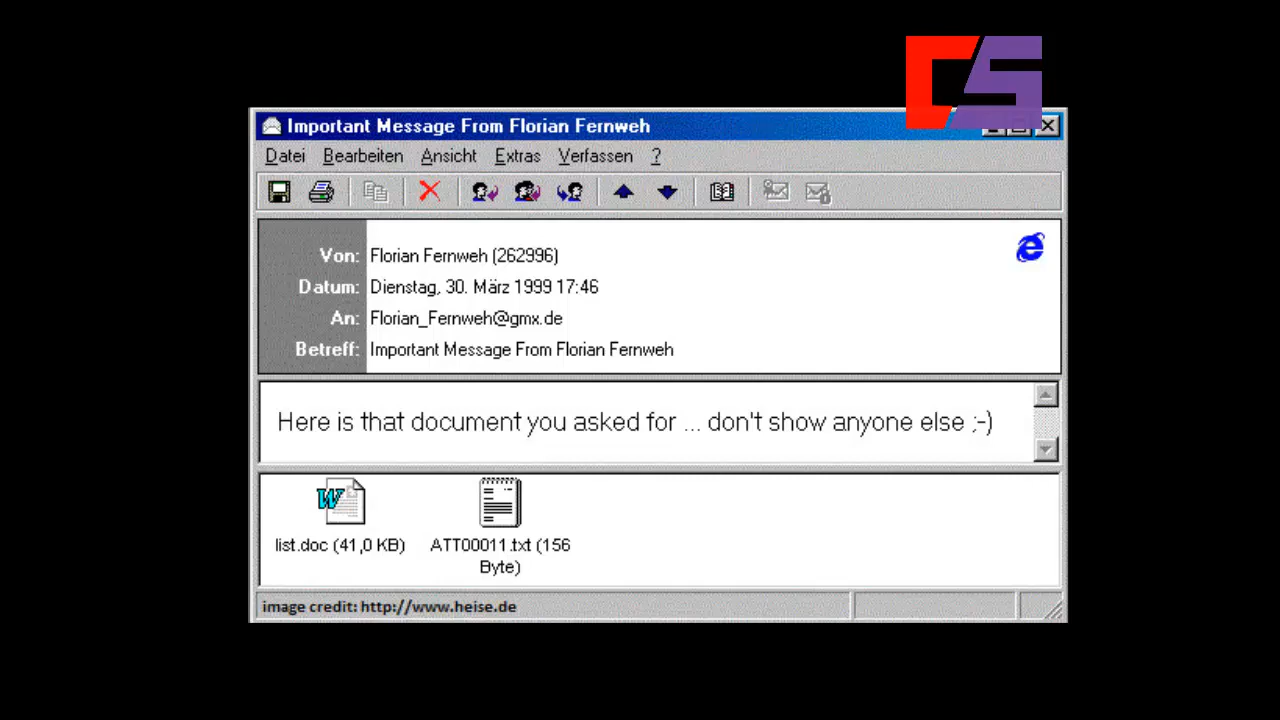 CS
Important Message From Florian Fernweh
Datei Bearbeiten Ansicht Extras Verfassen ?
Von: Florian Fernweh (262996)
Datum: Dienstag, 30. März 1999 17:46
An: Florian_Fernweh@gmx.de
Betreff: Important Message From Florian Fernweh
Here is that document you asked for ... don't show anyone else ;-)
W
list.doc (41,0 KB) ATT00011.txt (156
Byte)
image credit: http://www.heise.de